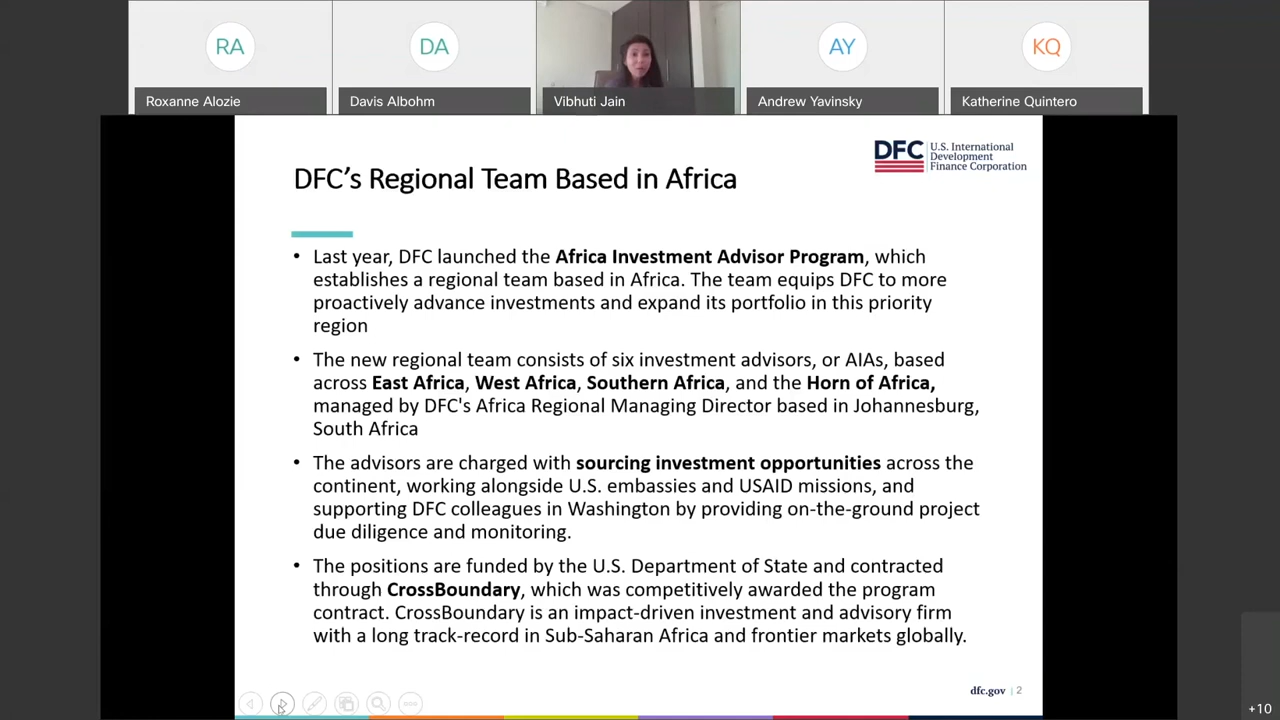 RA
DA
AY
KQ
Roxanne Alozie
Davis Albohm
Vibhuti Jain
Andrew Yavinsky
Katherine Quintero
DFC
U.S. International
Development
Finance Corporation
DFC’s Regional Team Based in Africa
• Last year, DFC launched the Africa Investment Advisor Program, which
establishes a regional team based in Africa. The team equips DFC to more
proactively advance investments and expand its portfolio in this priority
region
• The new regional team consists of six investment advisors, or AIAs, based
across East Africa, West Africa, Southern Africa, and the Horn of Africa,
managed by DFC's Africa Regional Managing Director based in Johannesburg,
South Africa
• The advisors are charged with sourcing investment opportunities across the
continent, working alongside U.S. embassies and USAID missions, and
supporting DFC colleagues in Washington by providing on-the-ground project
due diligence and monitoring.
• The positions are funded by the U.S. Department of State and contracted
through CrossBoundary, which was competitively awarded the program
contract. CrossBoundary is an impact-driven investment and advisory firm
with a long track-record in Sub-Saharan Africa and frontier markets globally.
dfc.gov | 2
+10